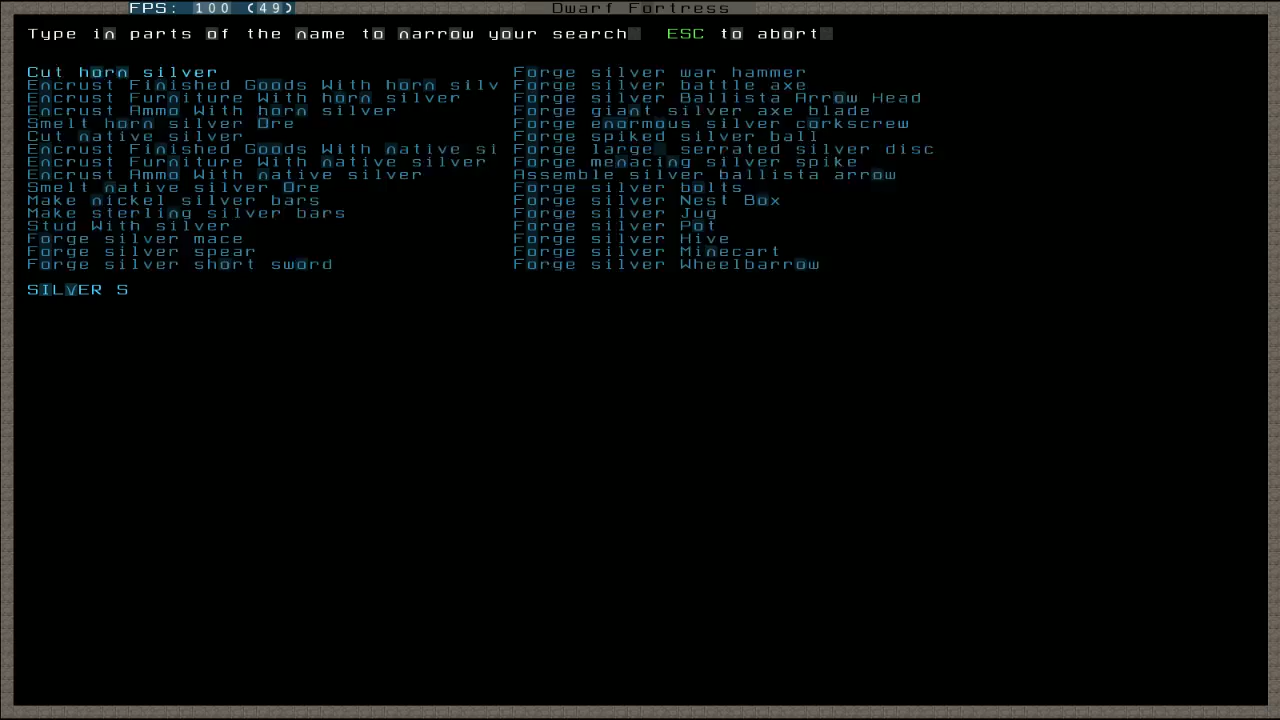 FPS: 100 (49)
Dwarf Fortress
Type in parts of the name to narrow your search. ESC to abort.
Cut horn silver
Encrust Finished Goods With horn silv
Encrust Furniture With horn silver
Encrust Ammo With horn silver
Smelt horn silver Ore
Cut native silver
Encrust Finished Goods With native si
Encrust Furniture With native silver
Encrust Ammo With native silver
Smelt native silver Ore
Make nickel silver bars
Make sterling silver bars
Stud With silver
Forge silver mace
Forge silver spear
Forge silver short sword
Forge silver war hammer
Forge silver battle axe
Forge silver Ballista Arrow Head
Forge giant silver axe blade
Forge enormous silver corkscrew
Forge spiked silver ball
Forge large, serrated silver disc
Forge menacing silver spike
Assemble silver ballista arrow
Forge silver bolts
Forge silver Nest Box
Forge silver Jug
Forge silver Pot
Forge silver Hive
Forge silver Minecart
Forge silver Wheelbarrow
SILVER S